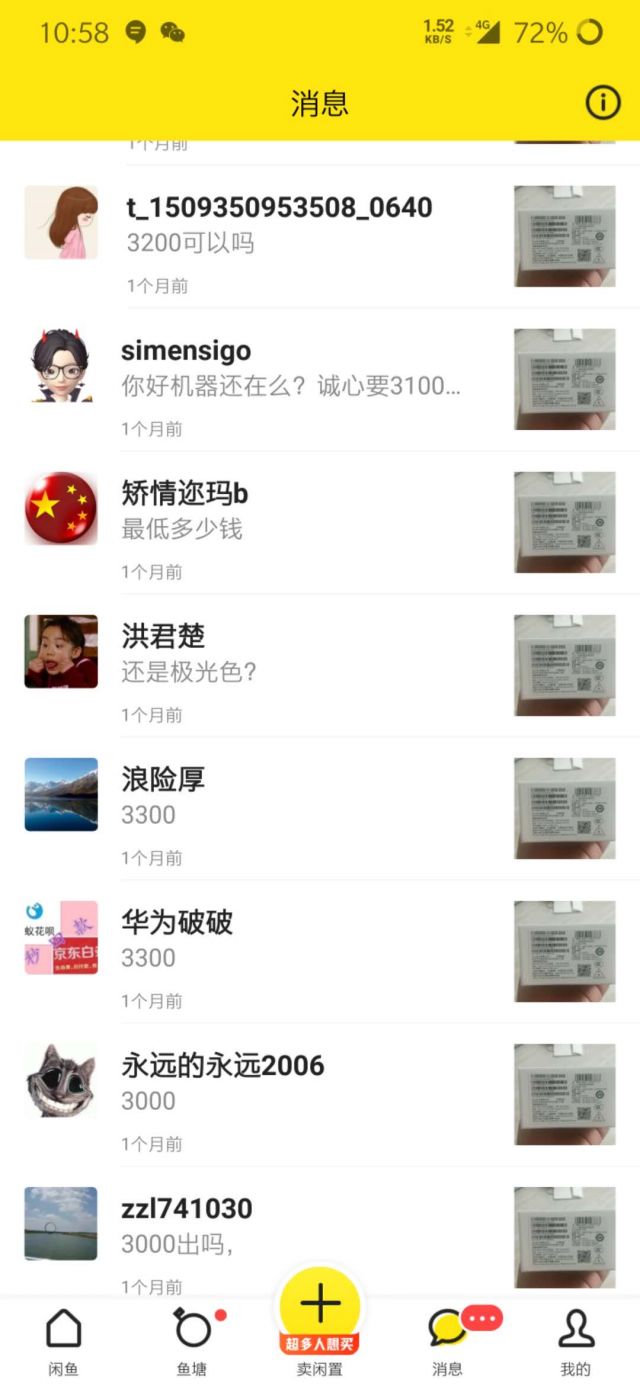 10:58
1.52
KB/S
4G
72%
消息
1个月前
t_1509350953508_0640
3200可以吗
1个月前
simensigo
你好机器还在么？诚心要3100...
1个月前
矫情迩玛b
最低多少钱
1个月前
洪君楚
还是极光色?
1个月前
浪险厚
3300
1个月前
华为破破
3300
1个月前
永远的永远2006
3000
1个月前
zzl741030
3000出吗，
1个月前
超多人想买
闲鱼
鱼塘
卖闲置
消息
我的